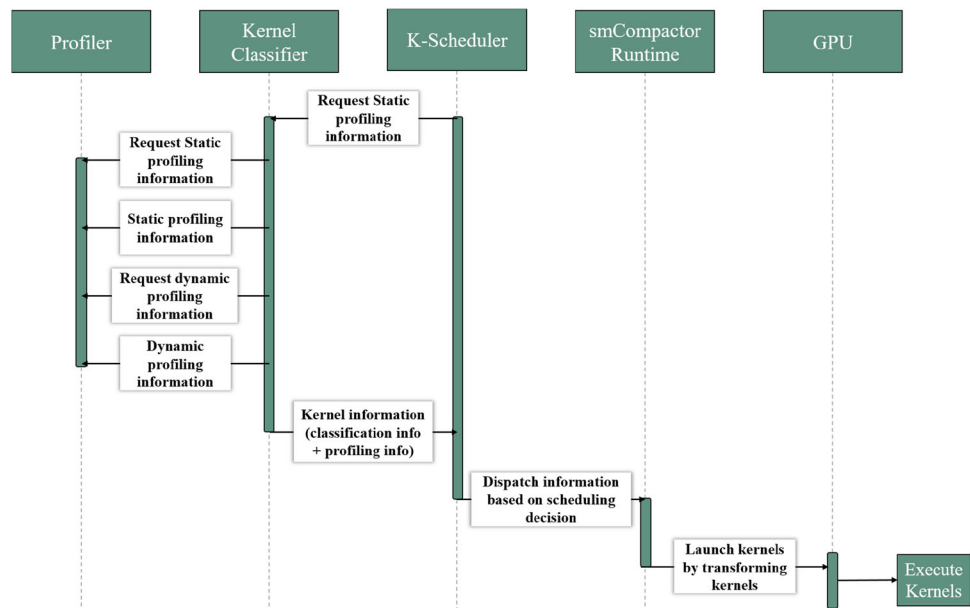 Profiler
Kernel
Classifier
K-Scheduler
smCompactor
Runtime
GPU
Request Static
profiling
information
Request Static
profiling
information
Static profiling
information
Request dynamic
profiling
information
Dynamic
profiling
information
Kernel information
(classification info
+ profiling info)
Dispatch information
based on scheduling
decision
Launch kernels
by transforming
kernels
Execute
Kernels